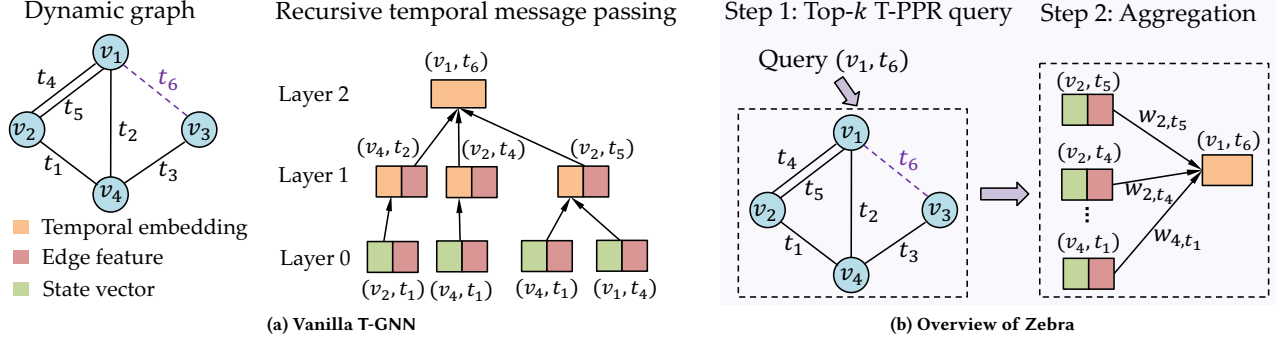 Dynamic graph
v₁
t₄
t₅
t₆
v₂
t₂
v₃
t₁
t₃
v₄
Temporal embedding
Edge feature
State vector
Recursive temporal message passing
(v₁, t₆)
Layer 2
(v₄, t₂)
(v₂, t₄)
(v₂, t₅)
Layer 1
Layer 0
(v₂, t₁)
(v₄, t₁)
(v₄, t₁)
(v₁, t₄)
(a) Vanilla T-GNN
Step 1: Top-k T-PPR query
Query (v₁, t₆)
v₁
t₄
t₅
t₆
v₂
t₂
v₃
t₁
t₃
v₄
Step 2: Aggregation
(v₂, t₅)
w₂,ₜ₅
(v₁, t₆)
(v₂, t₄)
w₂,ₜ₄
⋮
(v₄, t₁)
w₄,ₜ₁
(b) Overview of Zebra